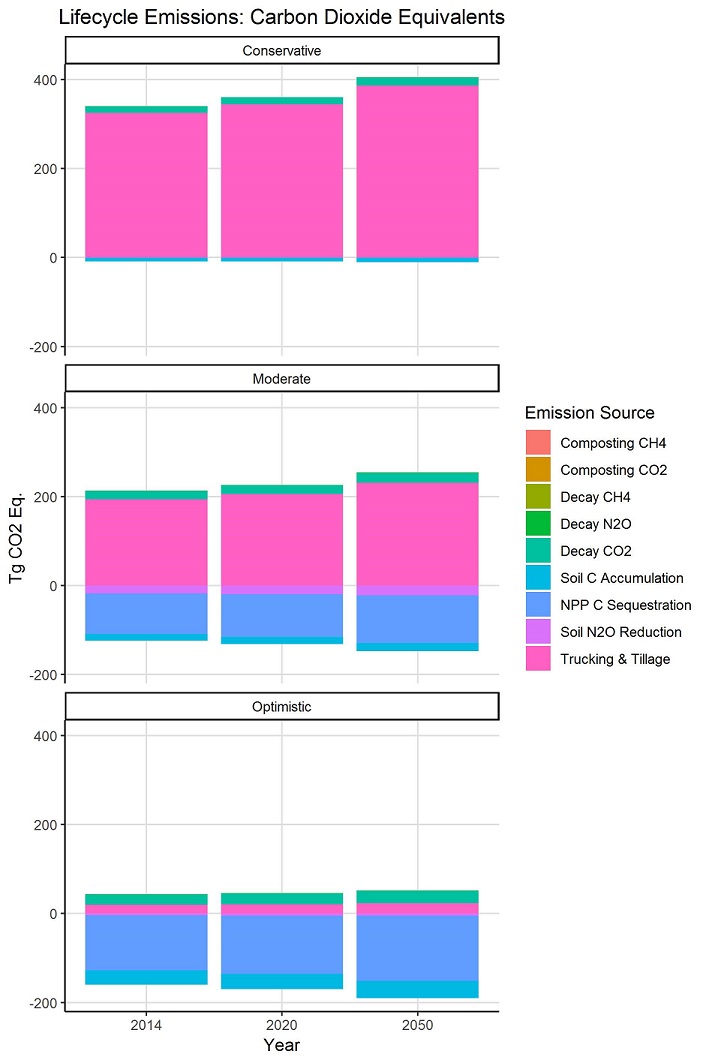 Lifecycle Emissions: Carbon Dioxide Equivalents
Conservative
400
200
0
-200
Moderate
400
200
0
-200
Optimistic
400
200
0
-200
2014 2020 2050
Year
Tg CO2 Eq.
Emission Source
Composting CH4
Composting CO2
Decay CH4
Decay N2O
Decay CO2
Soil C Accumulation
NPP C Sequestration
Soil N2O Reduction
Trucking & Tillage